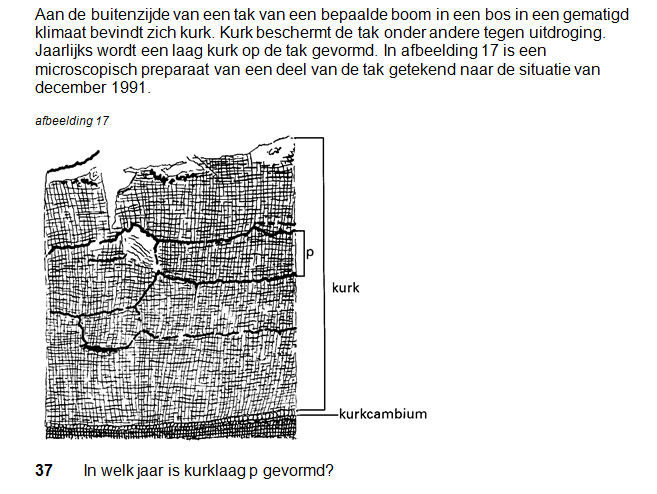 Aan de buitenzijde van een tak van een bepaalde boom in een bos in een gematigd
klimaat bevindt zich kurk. Kurk beschermt de tak onder andere tegen uitdroging.
Jaarlijks wordt een laag kurk op de tak gevormd. In afbeelding 17 is een
microscopisch preparaat van een deel van de tak getekend naar de situatie van
december 1991.
afbeelding 17
p
kurk
kurkcambium
37 In welk jaar is kurklaag p gevormd?